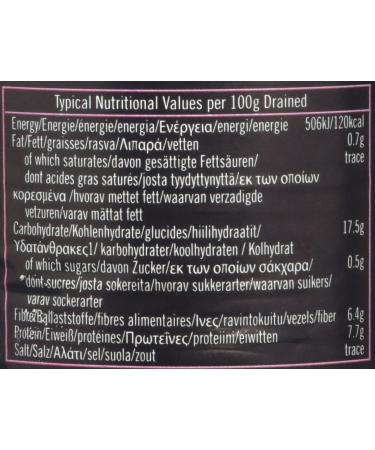 Typical Nutritional Values per 100g Drained
Energy/Energie/énergie/energia/Ενέργεια/energi/energie 506kJ/120kcal
Fat/Fett/graisses/rasva/Λιπαρά/vetten 0.7g
of which saturates/davon gesättigte Fettsäuren/ trace
dont acides gras saturés/josta tyydyttynyttä/εκ των οποίων
κορεσμένα /hvorav mettet fett/waarvan verzadigde
vetzuren/varav mättat fett
Carbohydrate/Kohlenhydrate/glucides/hiilihydraatit/ 17.5g
Υδατάνθρακες1/ karbohydrater/koolhydraten / Kolhydrat
of which sugars/davon Zucker/εκ των οποίων σάκχαρα/ 0.5g
*dont sucres/josta sokereita/hvorav sukkerarter/waarvan suikers/
varav sockerarter
Fibre/Ballaststoffe/fibres alimentaires/Ινες/ravintokuitu/vezels/fiber 6.4g
Protein/Eiweiß/protéines/Πρωτεΐνες/proteiini/eiwitten 7.7g
Salt/Salz/Αλάτι/sel/suola/zout trace